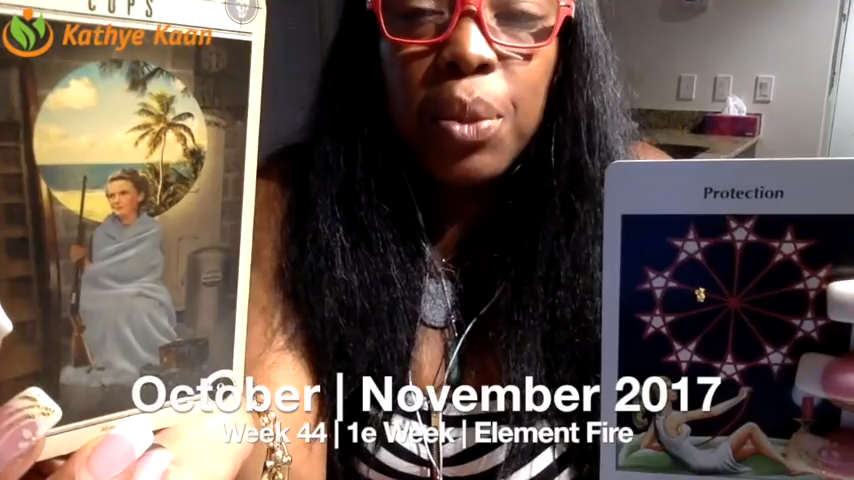 CUPS
Kathye Kaan
Protection
October | November 2017
Week 44 | 1e Week | Element Fire